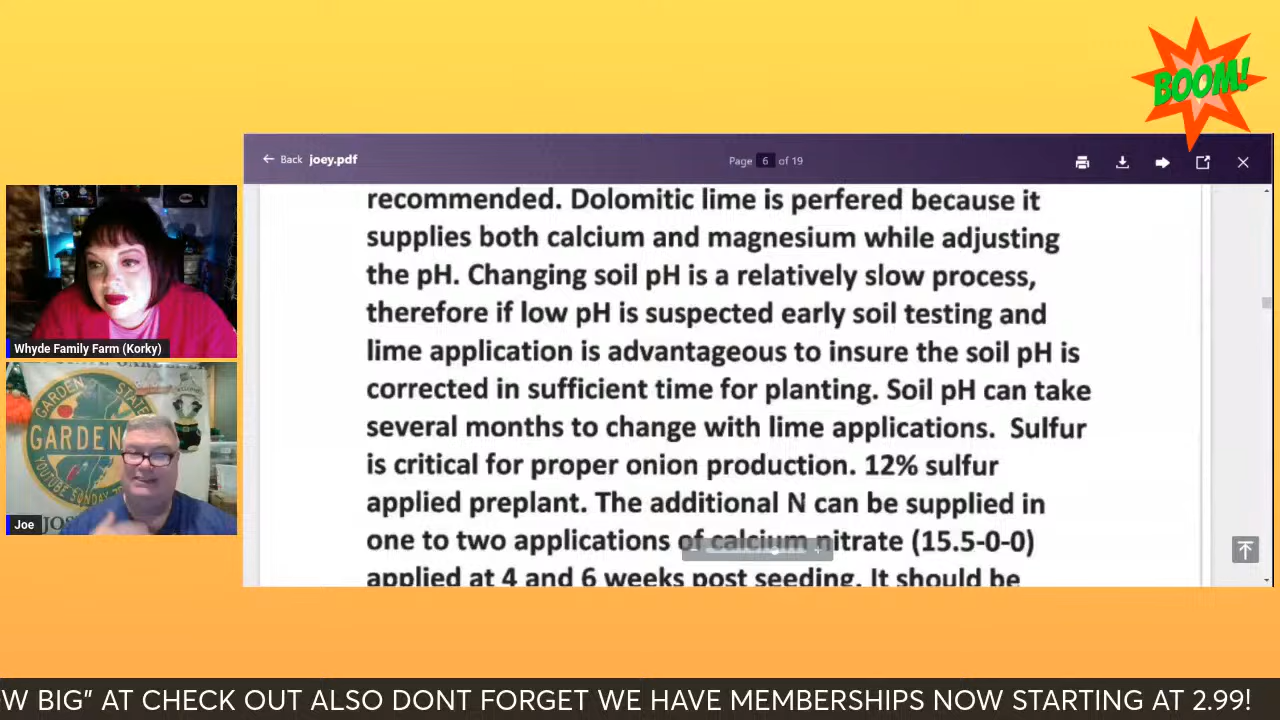 BOOM!
Back joey.pdf
Page 6 of 19
recommended. Dolomitic lime is perfered because it
supplies both calcium and magnesium while adjusting
the pH. Changing soil pH is a relatively slow process,
therefore if low pH is suspected early soil testing and
lime application is advantageous to insure the soil pH is
corrected in sufficient time for planting. Soil pH can take
several months to change with lime applications. Sulfur
is critical for proper onion production. 12% sulfur
applied preplant. The additional N can be supplied in
one to two applications of calcium nitrate (15.5-0-0)
applied at 4 and 6 weeks post seeding. It should be
Whyde Family Farm (Korky)
GARDEN STATE
GARDEN
YOUTUBE SUNDAY
Joe
W BIG" AT CHECK OUT ALSO DONT FORGET WE HAVE MEMBERSHIPS NOW STARTING AT 2.99!